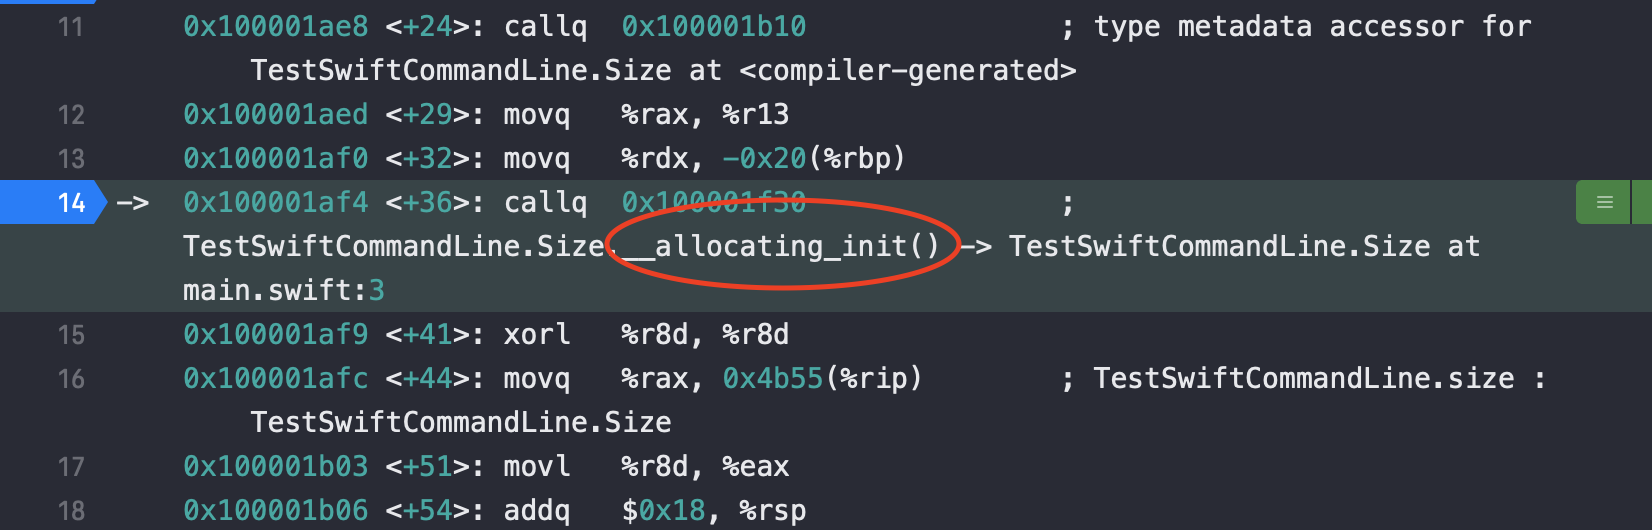 11 0x100001ae8 <+24>: callq 0x100001b10 ; type metadata accessor for
TestSwiftCommandLine.Size at <compiler-generated>
12 0x100001aed <+29>: movq %rax, %r13
13 0x100001af0 <+32>: movq %rdx, -0x20(%rbp)
14 -> 0x100001af4 <+36>: callq 0x100001f30 ;
TestSwiftCommandLine.Size.__allocating_init() -> TestSwiftCommandLine.Size at
main.swift:3
15 0x100001af9 <+41>: xorl %r8d, %r8d
16 0x100001afc <+44>: movq %rax, 0x4b55(%rip) ; TestSwiftCommandLine.size :
TestSwiftCommandLine.Size
17 0x100001b03 <+51>: movl %r8d, %eax
18 0x100001b06 <+54>: addq $0x18, %rsp